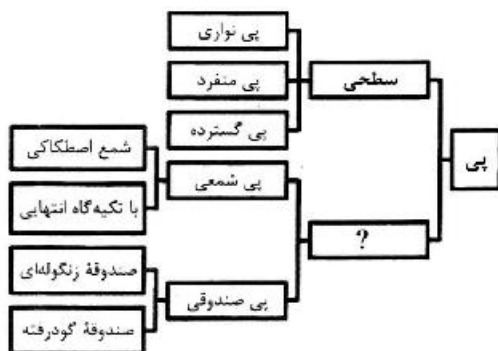 پی
سطحی
پی نواری
پی منفرد
پی گسترده
?
پی شمعی
شمع اصطکاکی
با تکیه‌گاه انتهایی
پی صندوقی
صندوقهٔ زنگوله‌ای
صندوقهٔ گودرفته